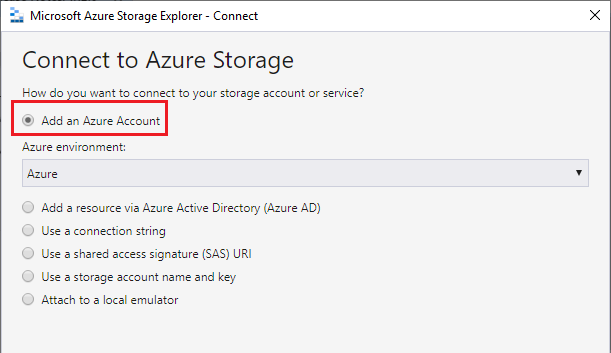 Microsoft Azure Storage Explorer - Connect
Connect to Azure Storage
How do you want to connect to your storage account or service?
Add an Azure Account
Azure environment:
Azure
Add a resource via Azure Active Directory (Azure AD)
Use a connection string
Use a shared access signature (SAS) URI
Use a storage account name and key
Attach to a local emulator